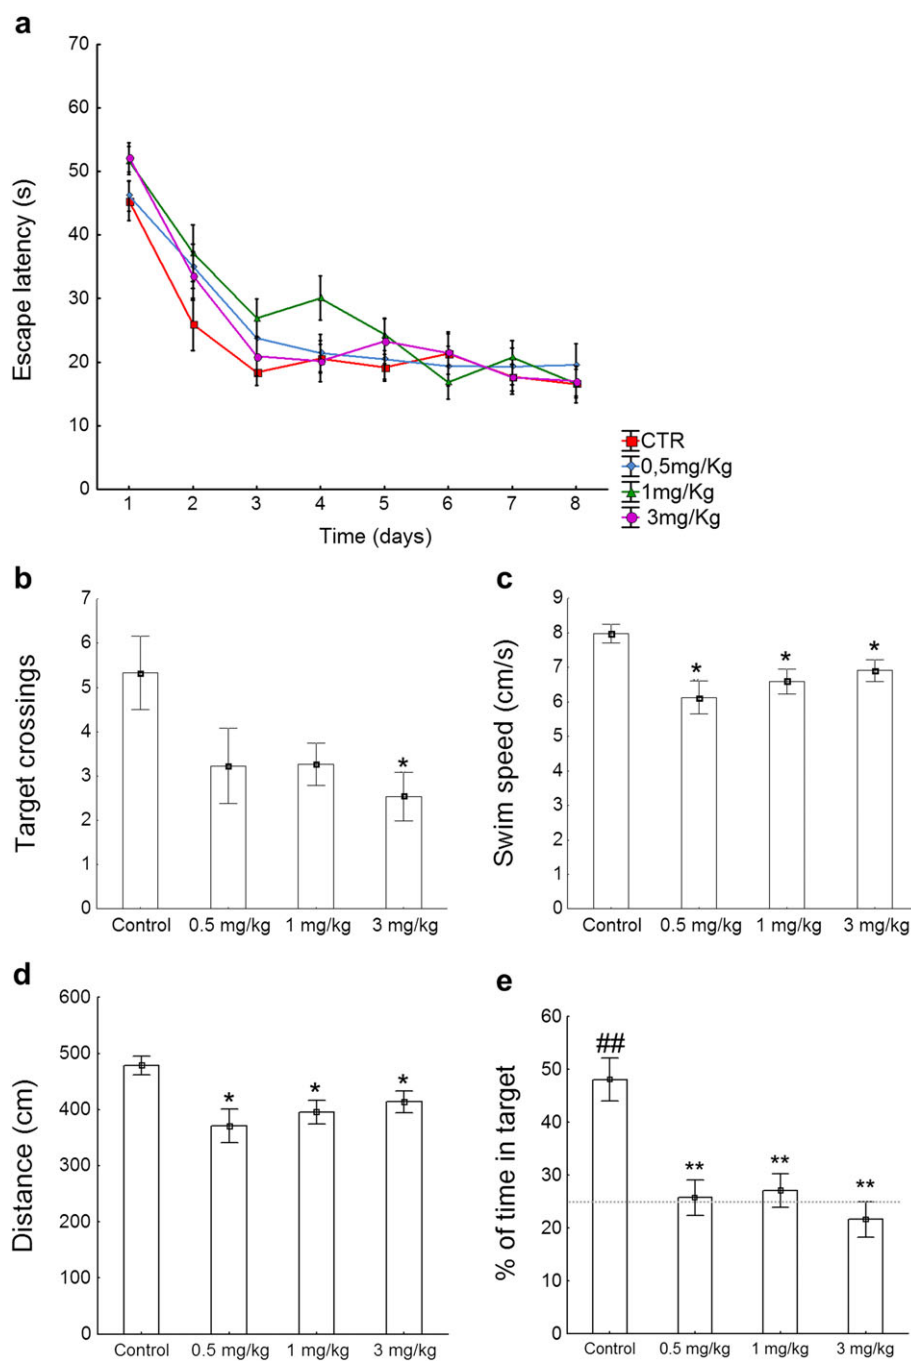 a
70
60
50
40
30
20
10
0
Escape latency (s)
1 2 3 4 5 6 7 8
Time (days)
CTR
0,5mg/Kg
1mg/Kg
3mg/Kg
b
7
6
5
4
3
2
1
0
Target crossings
*
Control 0.5 mg/kg 1 mg/kg 3 mg/kg
c
9
8
7
6
5
4
3
2
1
0
Swim speed (cm/s)
* * *
Control 0.5 mg/kg 1 mg/kg 3 mg/kg
d
600
500
400
300
200
100
0
Distance (cm)
* * *
Control 0.5 mg/kg 1 mg/kg 3 mg/kg
e
60
50
40
30
20
10
0
% of time in target
## ** ** **
Control 0.5 mg/kg 1 mg/kg 3 mg/kg